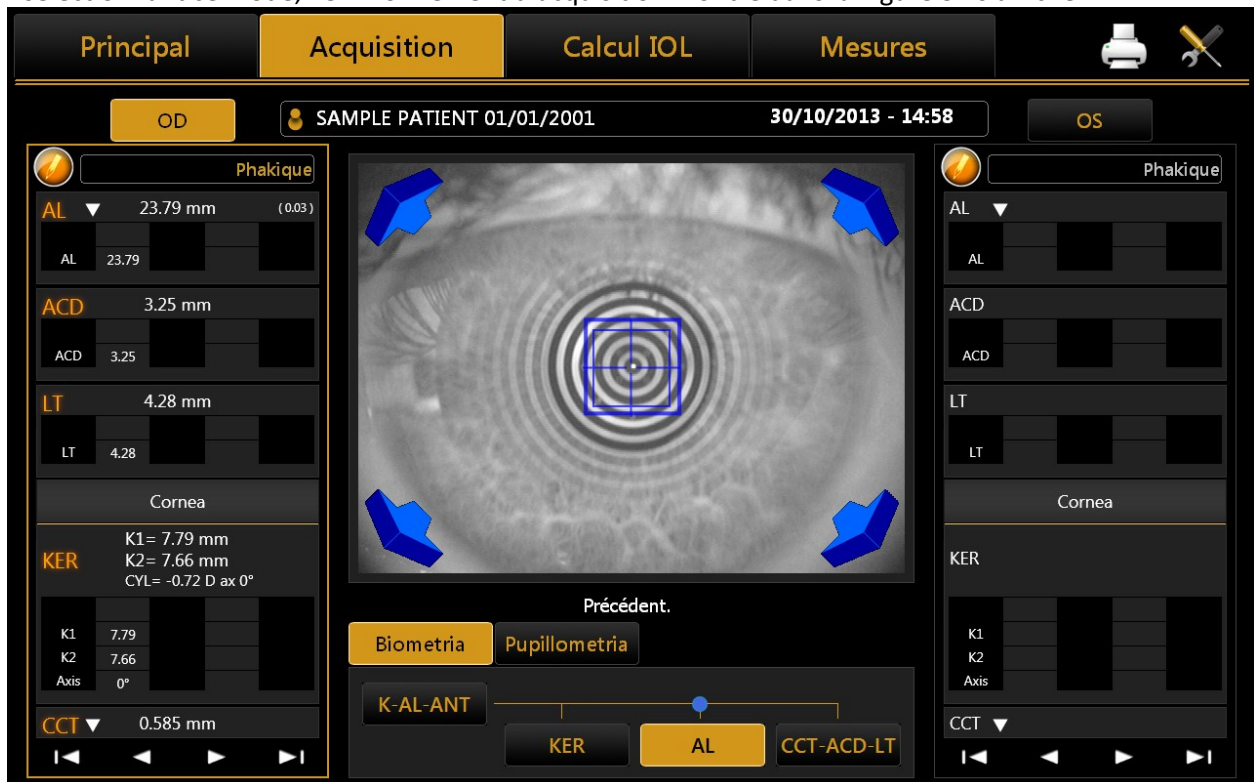 Principal Acquisition Calcul IOL Mesures
OD SAMPLE PATIENT 01/01/2001 30/10/2013 - 14:58 OS
Phakique
AL 23.79 mm (0.03)
AL 23.79
ACD 3.25 mm
ACD 3.25
LT 4.28 mm
LT 4.28
Cornea
K1= 7.79 mm
KER K2= 7.66 mm
CYL= -0.72 D ax 0°
K1 7.79
K2 7.66
Axis 0°
CCT 0.585 mm
Précédent.
Biometria Pupillometria
K-AL-ANT
KER AL CCT-ACD-LT
Phakique
AL
AL
ACD
ACD
LT
LT
Cornea
KER
K1
K2
Axis
CCT